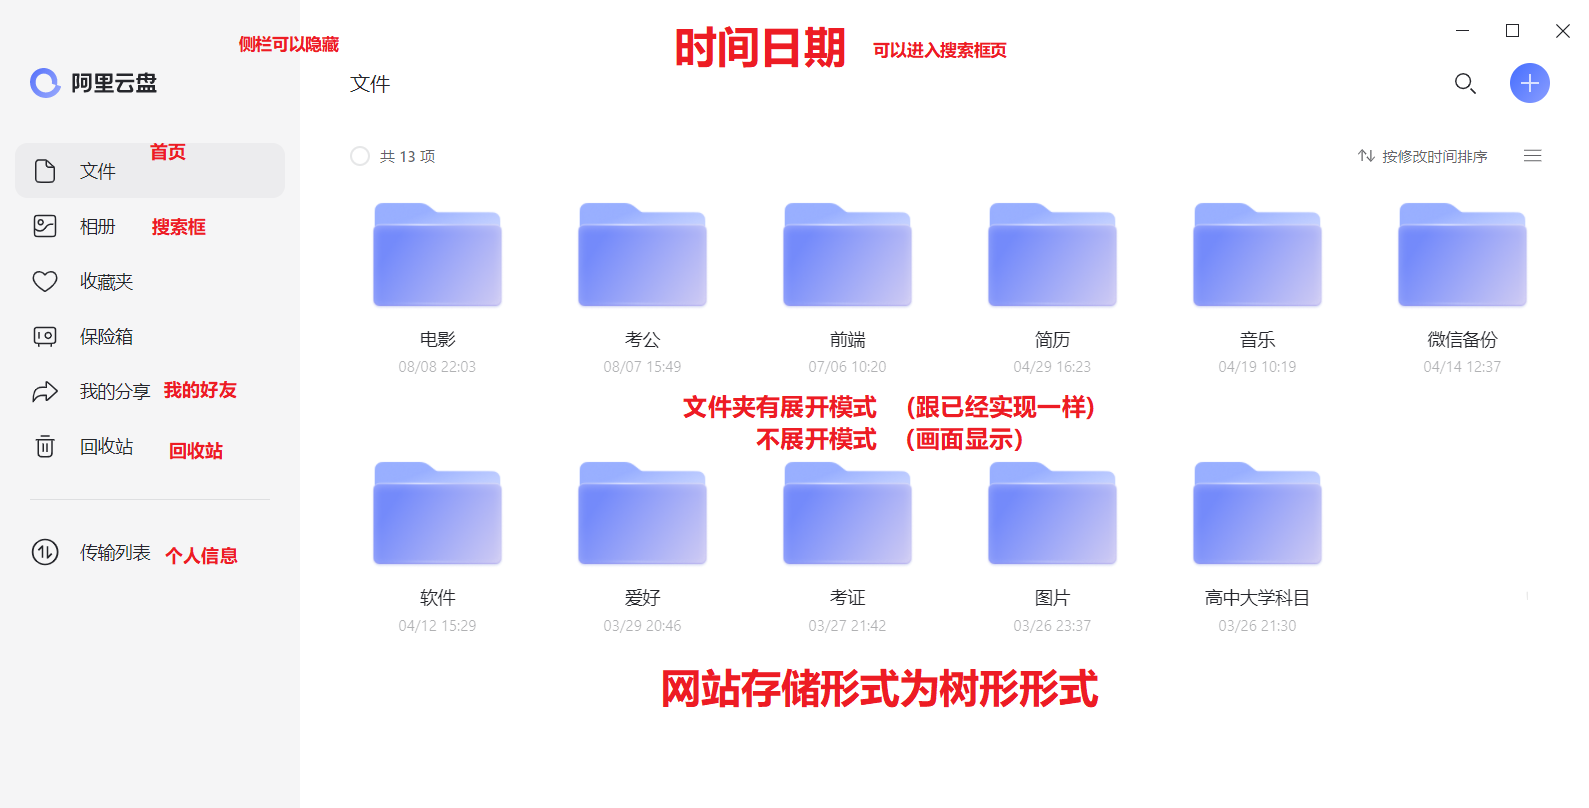 侧栏可以隐藏
时间日期 可以进入搜索框页
阿里云盘
文件
首页
文件
相册 搜索框
收藏夹
保险箱
我的分享 我的好友
回收站 回收站
传输列表 个人信息
共 13 项
按修改时间排序
电影 考公 前端 简历 音乐 微信备份
08/08 22:03 08/07 15:49 07/06 10:20 04/29 16:23 04/19 10:19 04/14 12:37
文件夹有展开模式 (跟已经实现一样)
不展开模式 (画面显示)
软件 爱好 考证 图片 高中大学科目
04/12 15:29 03/29 20:46 03/27 21:42 03/26 23:37 03/26 21:30
网站存储形式为树形形式